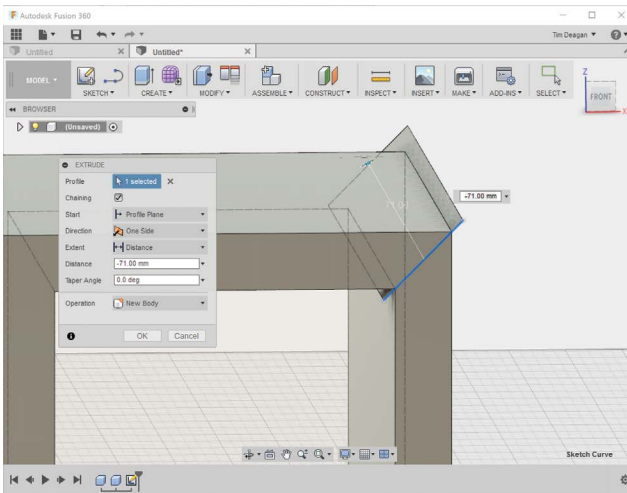 Autodesk Fusion 360
Tim Deagan
Untitled
Untitled*
MODEL
SKETCH
CREATE
MODIFY
ASSEMBLE
CONSTRUCT
INSPECT
INSERT
MAKE
ADD-INS
SELECT
Z
FRONT
X
BROWSER
(Unsaved)
EXTRUDE
Profile 1 selected
Chaining
Start Profile Plane
Direction One Side
Extent Distance
Distance -71.00 mm
Taper Angle 0.0 deg
Operation New Body
OK Cancel
-71.00 mm
Sketch Curve